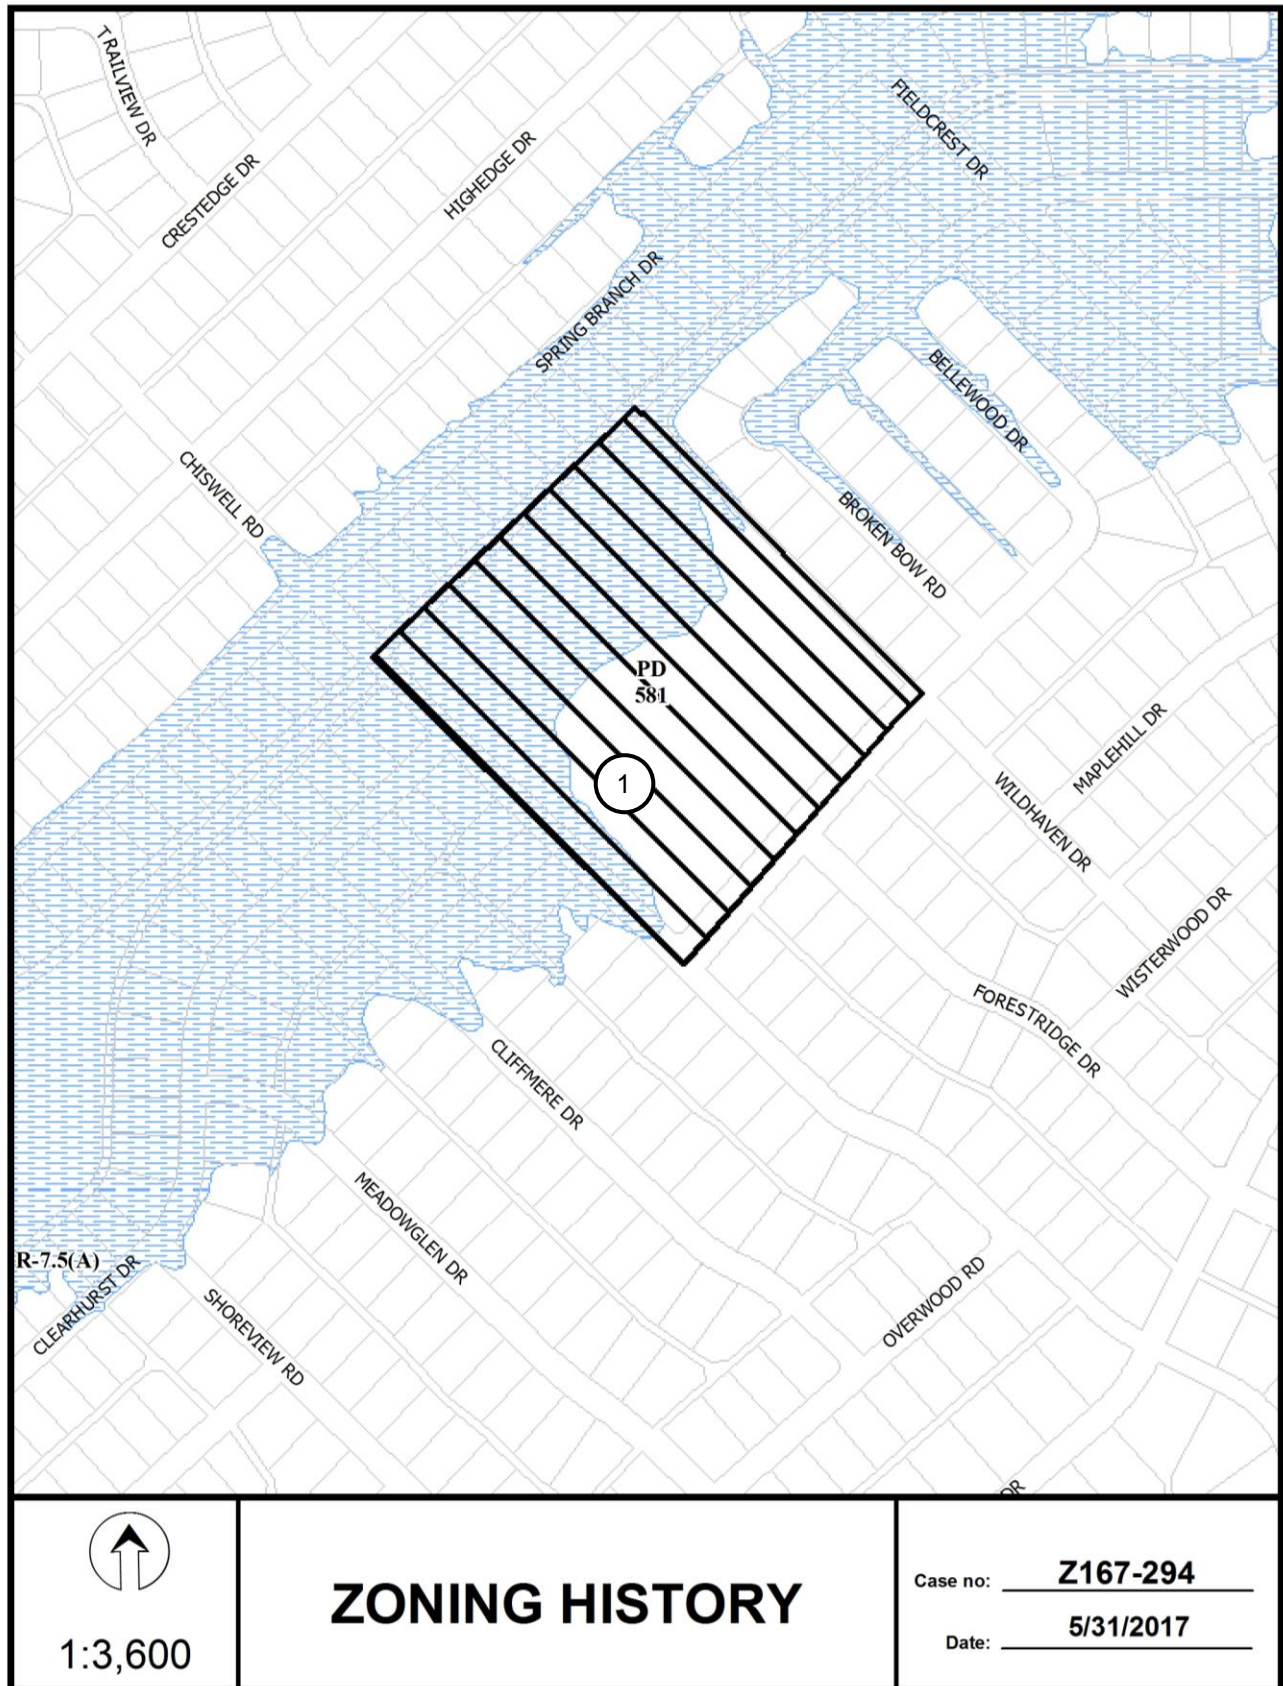 TRAILVIEW DR
CRESTEDGE DR
HIGHEDGE DR
FIELDCREST DR
SPRING BRANCH DR
BELLEWOOD DR
CHISWELL RD
BROKEN BOW RD
PD
581
1
MAPLEHILL DR
WILDHAVEN DR
WISTERWOOD DR
FORESTRIDGE DR
CLIFFMERE DR
MEADOWGLEN DR
R-7.5(A)
CLEARHURST DR
SHOREVIEW RD
OVERWOOD RD
DR
1:3,600
ZONING HISTORY
Case no: Z167-294
Date: 5/31/2017